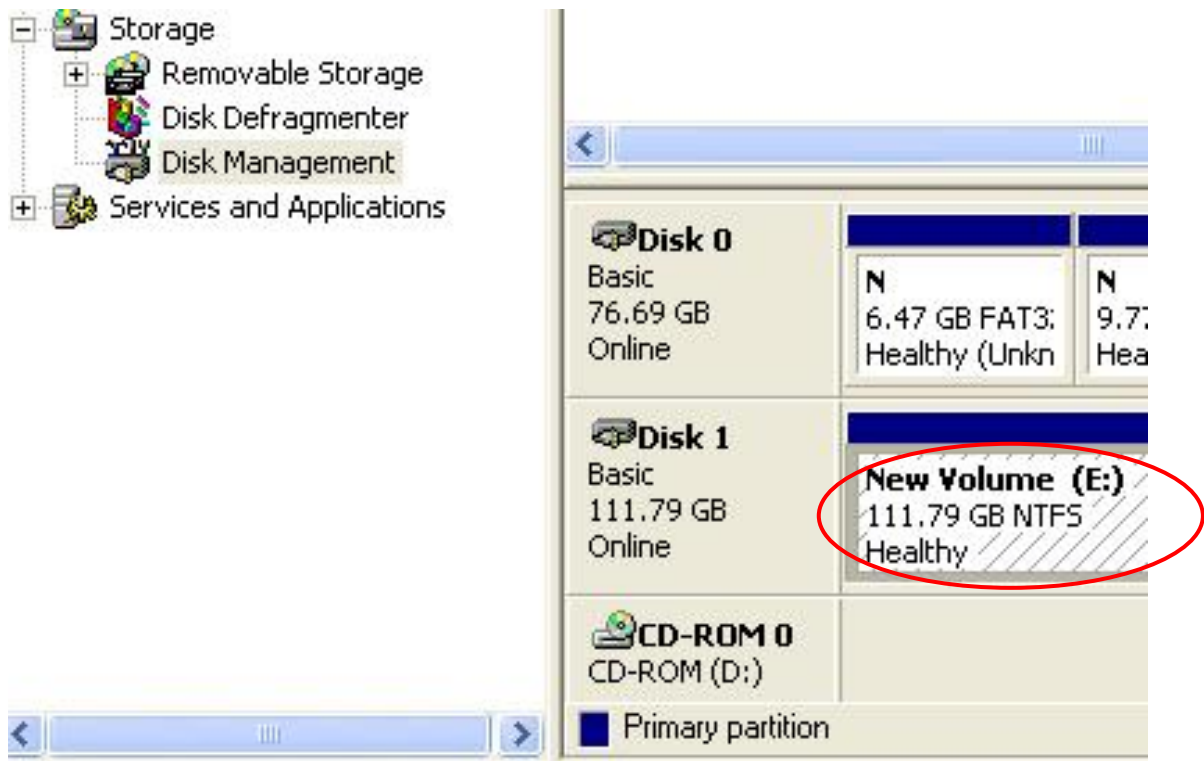 Storage
Removable Storage
Disk Defragmenter
Disk Management
Services and Applications
Disk 0
Basic
76.69 GB
Online
N
6.47 GB FAT3
Healthy (Unkn
N
9.7
Hea
Disk 1
Basic
111.79 GB
Online
New Volume (E:)
111.79 GB NTFS
Healthy
CD-ROM 0
CD-ROM (D:)
Primary partition